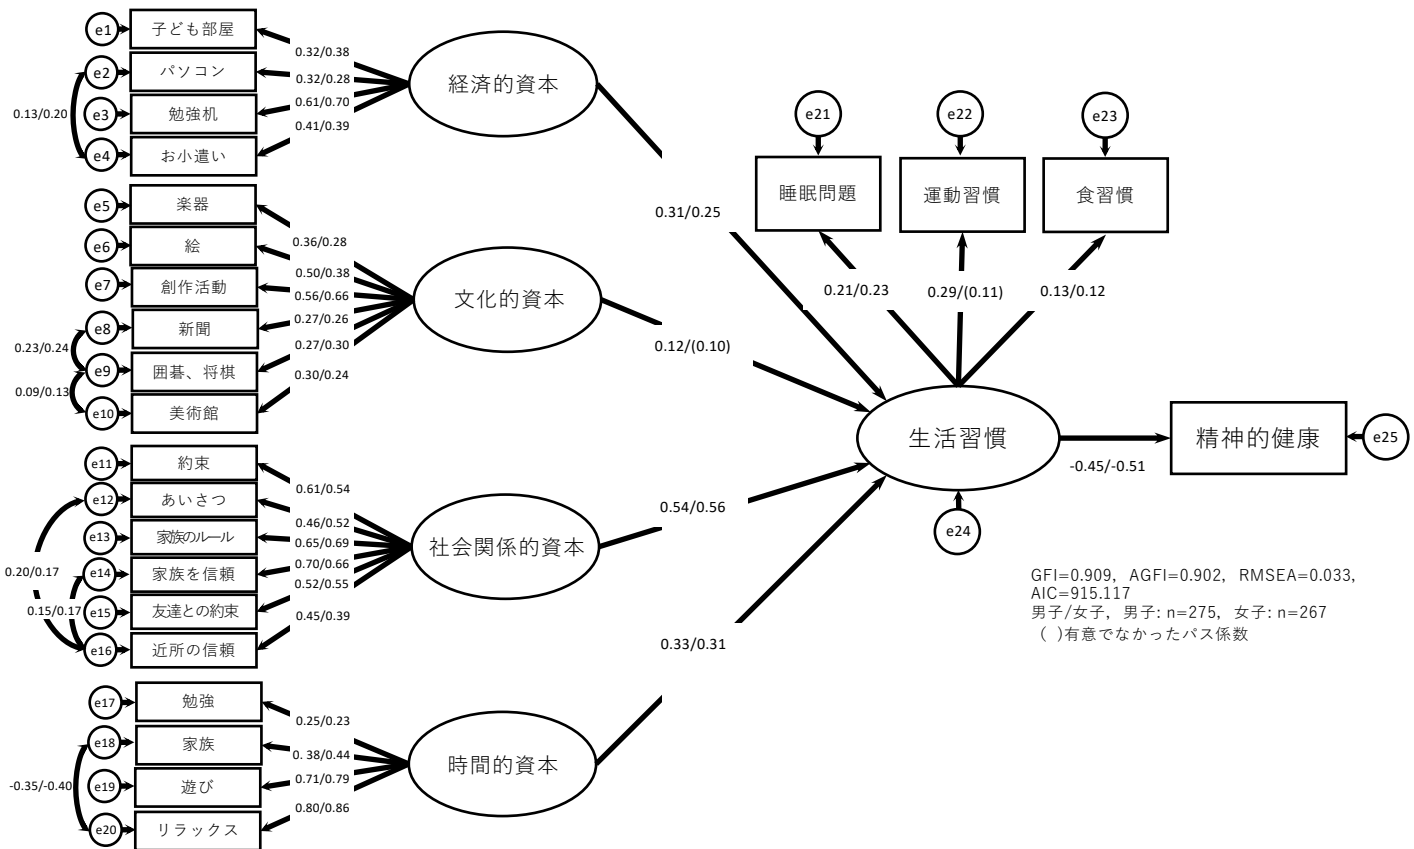 e1
子ども部屋
0.32/0.38
e2
パソコン
0.32/0.28
経済的資本
e3
勉強机
0.61/0.70
0.13/0.20
e4
お小遣い
0.41/0.39
e5
楽器
0.36/0.28
e6
絵
0.50/0.38
e7
創作活動
0.56/0.66
文化的資本
e8
新聞
0.27/0.26
0.23/0.24
e9
囲碁、将棋
0.27/0.30
0.09/0.13
e10
美術館
0.30/0.24
e11
約束
0.61/0.54
e12
あいさつ
0.46/0.52
e13
家族のルール
0.65/0.69
社会関係的資本
0.20/0.17
e14
家族を信頼
0.70/0.66
0.15/0.17
e15
友達との約束
0.52/0.55
e16
近所の信頼
0.45/0.39
e17
勉強
0.25/0.23
e18
家族
0. 38/0.44
時間的資本
-0.35/-0.40
e19
遊び
0.71/0.79
e20
リラックス
0.80/0.86
0.31/0.25
0.12/(0.10)
0.54/0.56
0.33/0.31
e21
e22
e23
睡眠問題
運動習慣
食習慣
0.21/0.23
0.29/(0.11)
0.13/0.12
生活習慣
e24
-0.45/-0.51
精神的健康
e25
GFI=0.909, AGFI=0.902, RMSEA=0.033,
AIC=915.117
男子/女子, 男子: n=275, 女子: n=267
( )有意でなかったパス係数